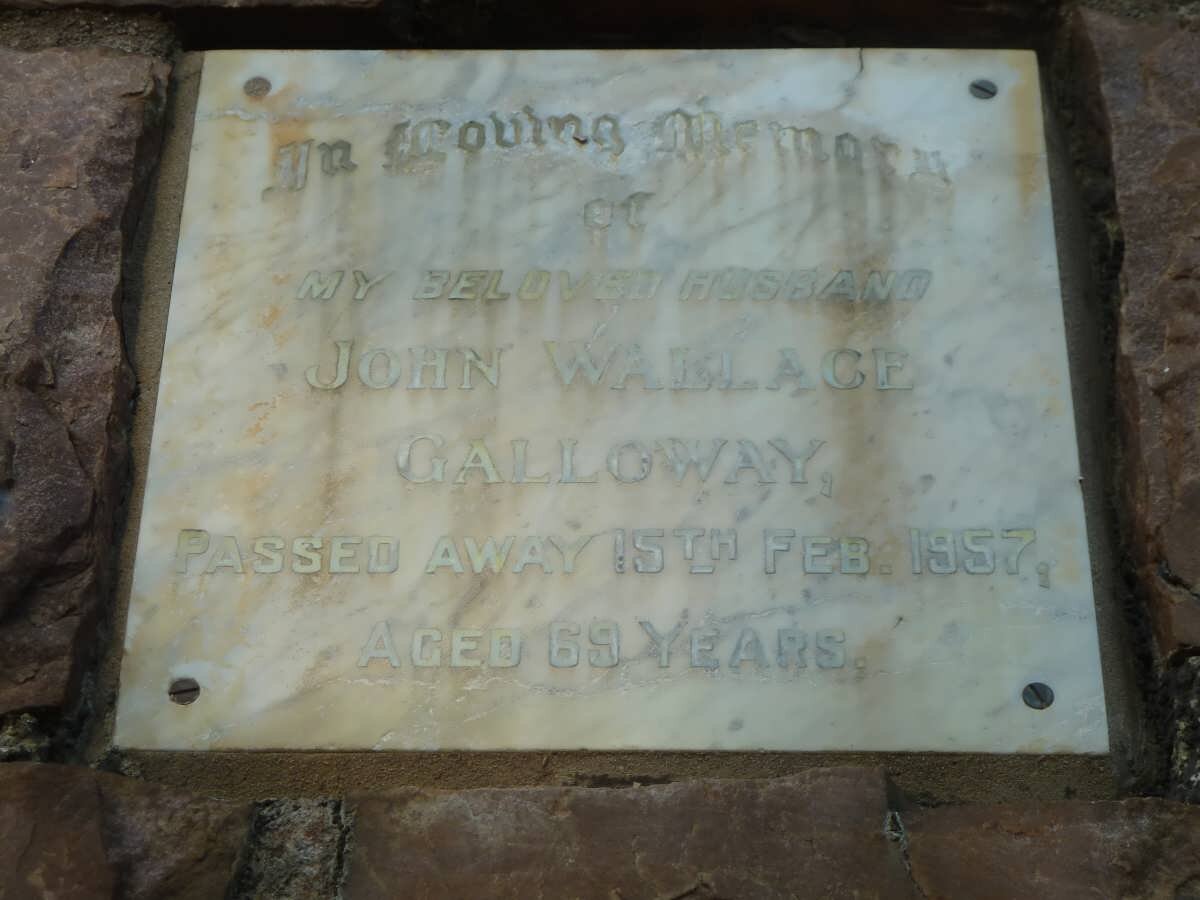 In Loving Memory
of
MY BELOVED HUSBAND
JOHN WALLACE
GALLOWAY,
PASSED AWAY 15TH FEB. 1957,
AGED 69 YEARS.